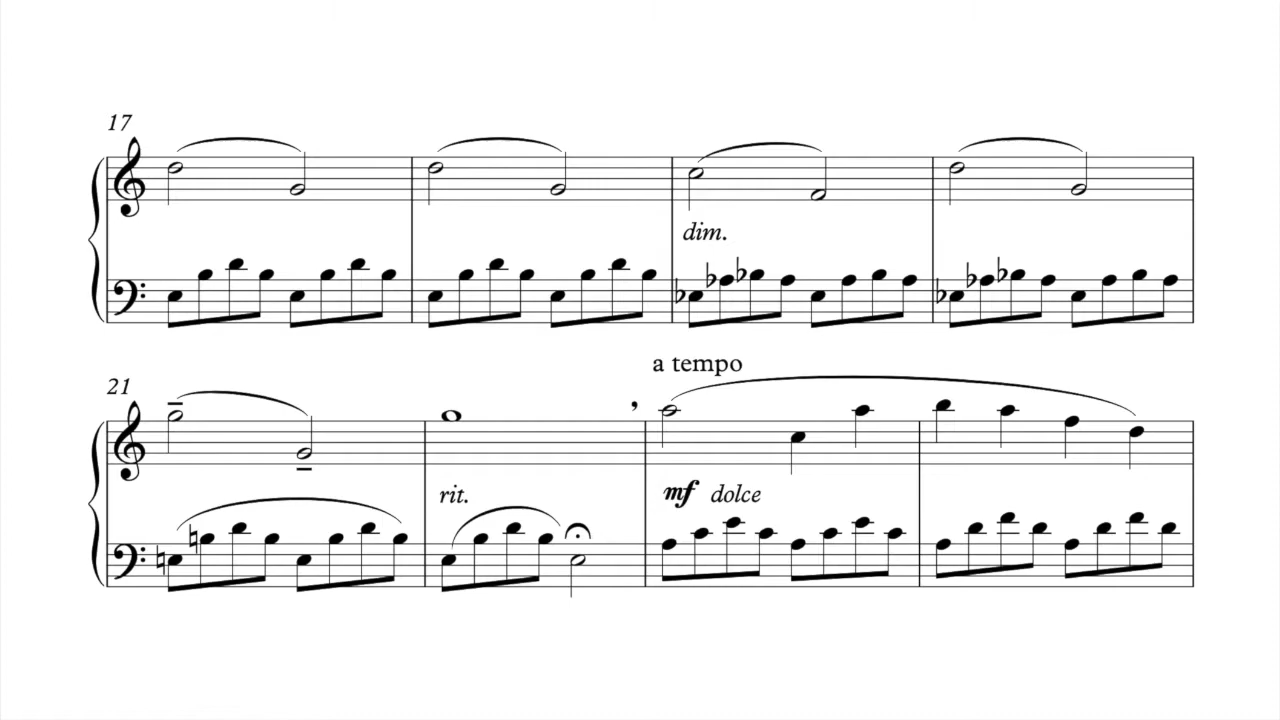 17
dim.
a tempo
21
rit.
mf dolce